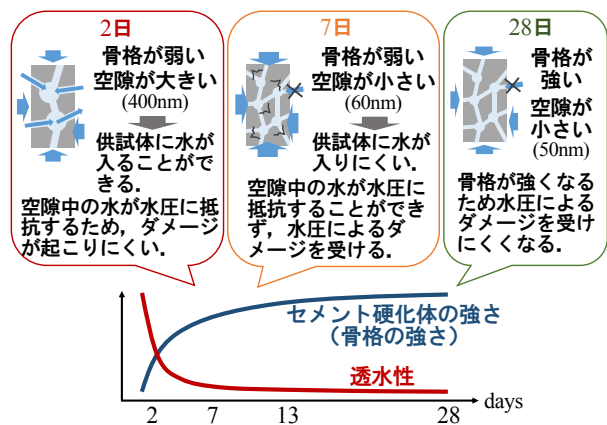 2日
骨格が弱い
空隙が大きい
(400nm)
供試体に水が
入ることがで
きる．
空隙中の水が水圧に抵
抗するため，ダメージ
が起こりにくい．
7日
骨格が弱い
空隙が小さい
(60nm)
供試体に水が
入りにくい．
空隙中の水が水圧に
抵抗することができ
ず，水圧によるダ
メージを受ける．
28日
骨格が
強い
空隙が
小さい
(50nm)
骨格が強くなる
ため水圧による
ダメージを受け
にくくなる．
セメント硬化体の強さ
（骨格の強さ）
透水性
2
7
13
28
days